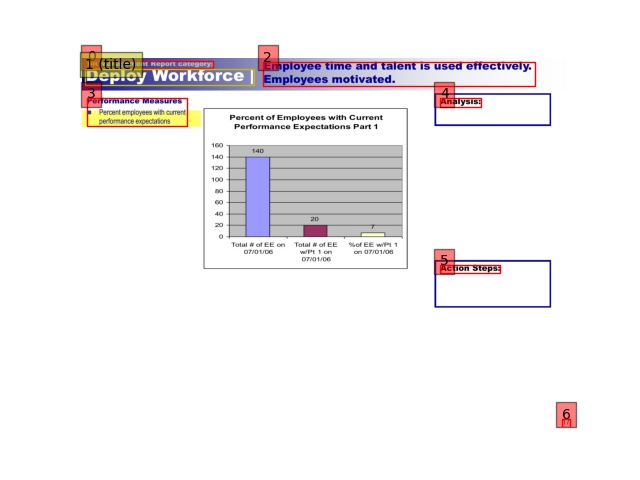 0
1 (title)
Report category:
Deploy Workforce
2
Employee time and talent is used effectively.
Employees motivated.
3
Performance Measures
Percent employees with current
performance expectations
Percent of Employees with Current
Performance Expectations Part 1
160
140
120
100
80
60
40
20
0
140
20
7
Total # of EE on
07/01/06
Total # of EE
w/Pt 1 on
07/01/06
%of EE w/Pt 1
on 07/01/06
4
Analysis:
5
Action Steps:
6